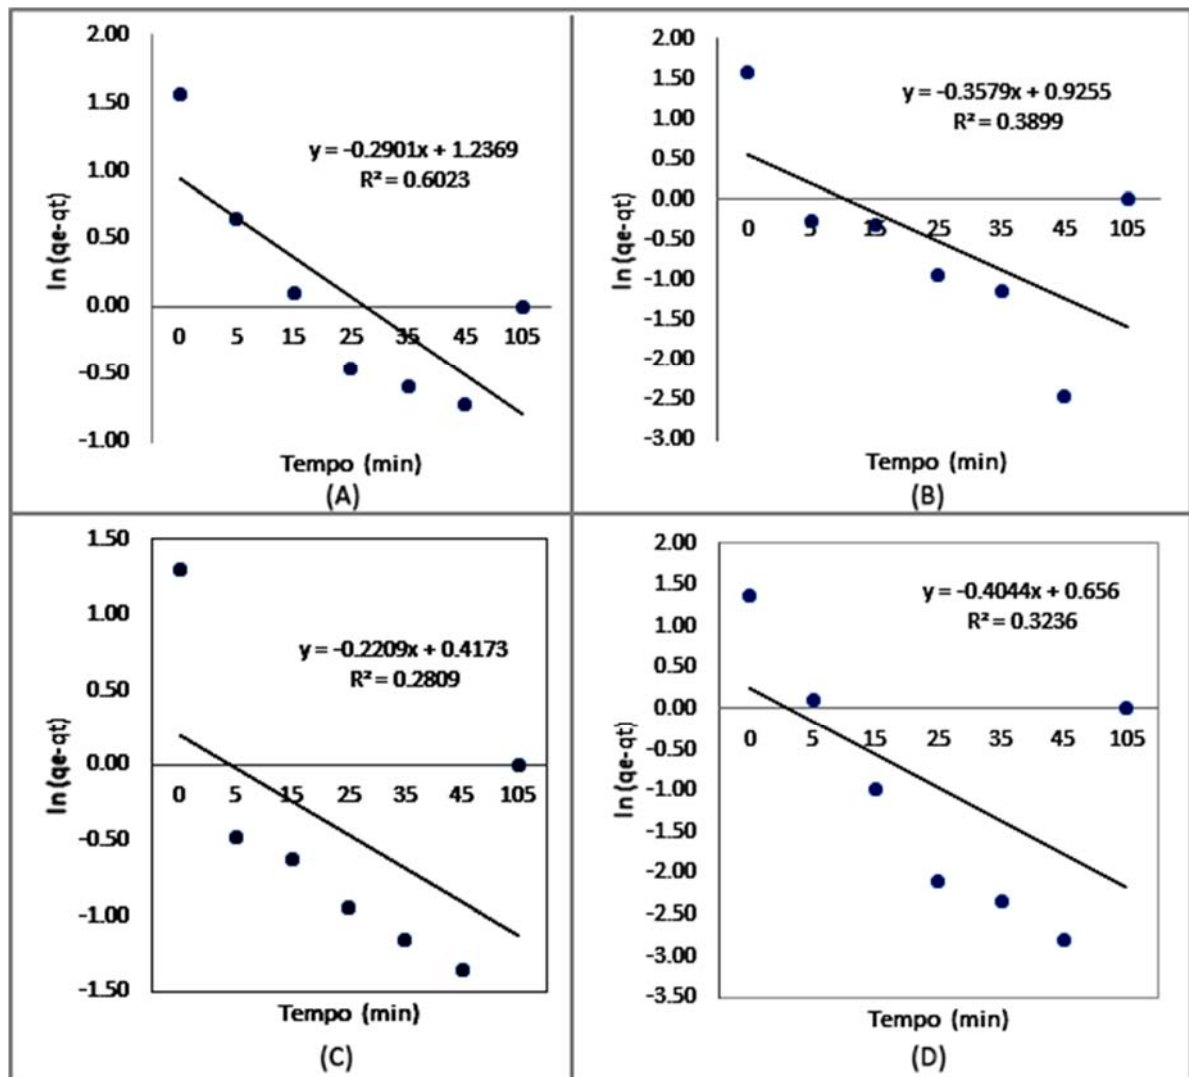 2.00
1.50
1.00
0.50
0.00
-0.50
-1.00
ln(qe-qt)
y = -0.2901x + 1.2369
R² = 0.6023
0 5 15 25 35 45 105
Tempo (min)
(A)
2.00
1.50
1.00
0.50
0.00
-0.50
-1.00
-1.50
-2.00
-2.50
-3.00
ln(qe-qt)
y = -0.3579x + 0.9255
R² = 0.3899
0 5 15 25 35 45 105
Tempo (min)
(B)
1.50
1.00
0.50
0.00
-0.50
-1.00
-1.50
ln(qe-qt)
y = -0.2209x + 0.4173
R² = 0.2809
0 5 15 25 35 45 105
Tempo (min)
(C)
2.00
1.50
1.00
0.50
0.00
-0.50
-1.00
-1.50
-2.00
-2.50
-3.00
-3.50
ln(qe-qt)
y = -0.4044x + 0.656
R² = 0.3236
0 5 15 25 35 45 105
Tempo (min)
(D)